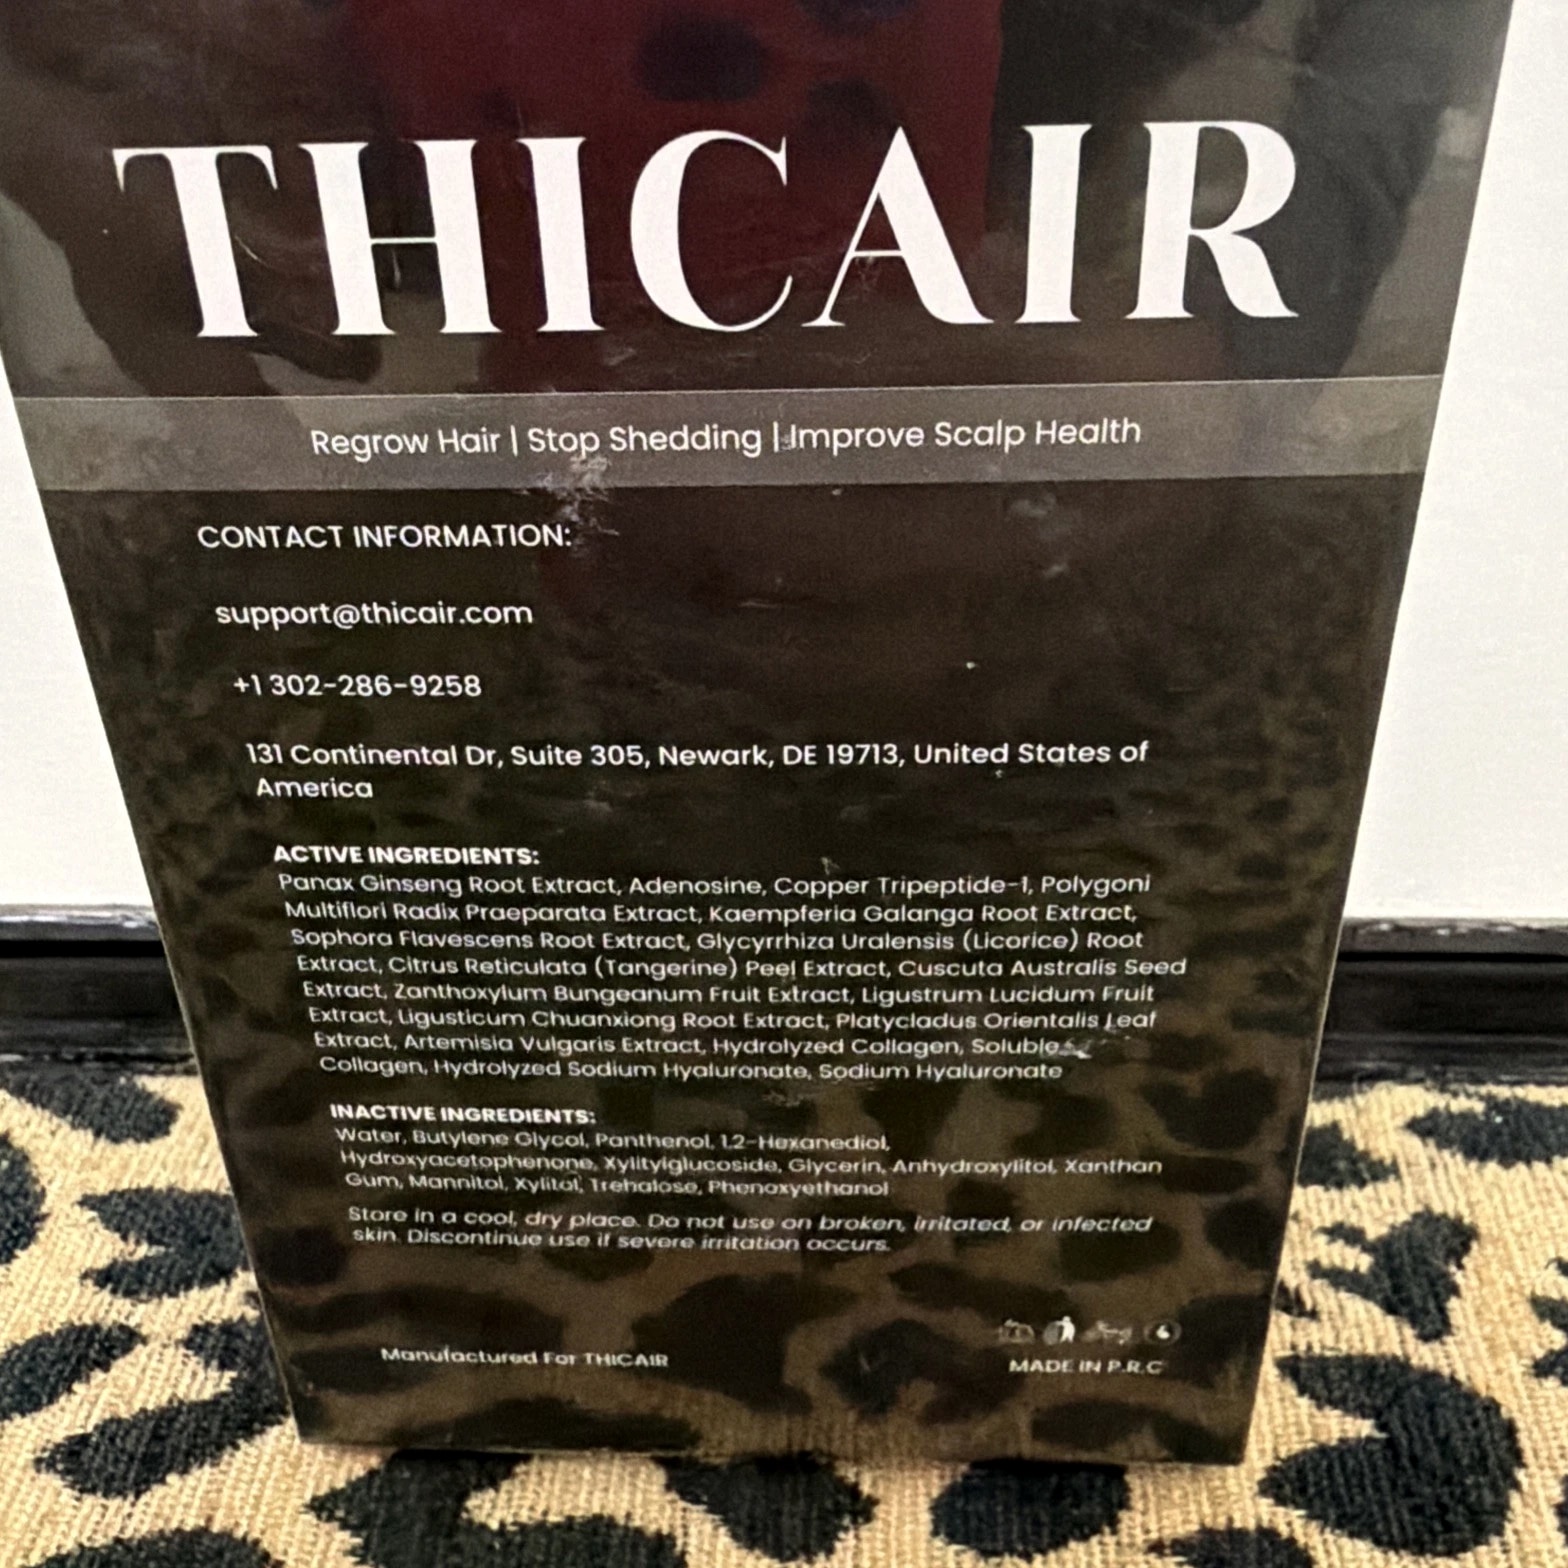 THICAIR
Regrow Hair | Stop Shedding | Improve Scalp Health
CONTACT INFORMATION:
support@thicair.com
+1 302-286-9258
131 Continental Dr, Suite 305, Newark, DE 19713, United States of
America
ACTIVE INGREDIENTS:
Panax Ginseng Root Extract, Adenosine, Copper Tripeptide-1, Polygoni
Multiflori Radix Praeparata Extract, Kaempferia Galanga Root Extract,
Sophora Flavescens Root Extract, Glycyrrhiza Uralensis (Licorice) Root
Extract, Citrus Reticulata (Tangerine) Peel Extract, Cuscuta Australis Seed
Extract, Zanthoxylum Bungeanum Fruit Extract, Ligustrum Lucidum Fruit
Extract, Ligusticum Chuanxiong Root Extract, Platycladus Orientalis Leaf
Extract, Artemisia Vulgaris Extract, Hydrolyzed Collagen, Soluble
Collagen, Hydrolyzed Sodium Hyaluronate, Sodium Hyaluronate
INACTIVE INGREDIENTS:
Water, Butylene Glycol, Panthenol, 1,2-Hexanediol,
Hydroxyacetophenone, Xylitylglucoside, Glycerin, Anhydroxylitol, Xanthan
Gum, Mannitol, Xylitol, Trehalose, Phenoxyethanol
Store in a cool, dry place. Do not use on broken, irritated, or infected
skin. Discontinue use if severe irritation occurs.
Manufactured For THICAIR
MADE IN P.R.C